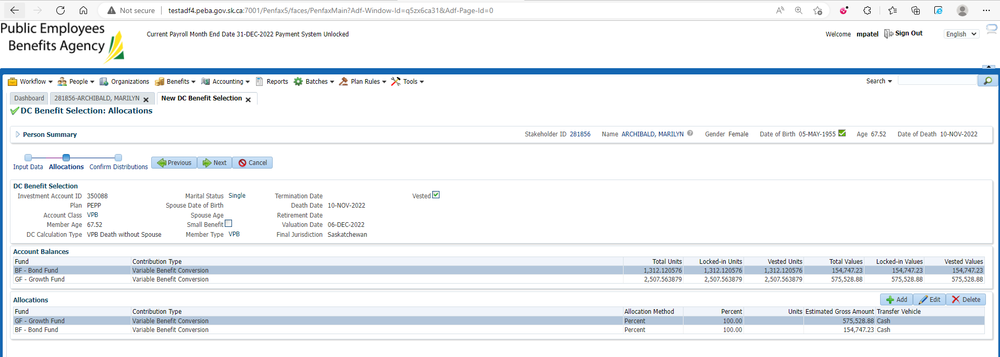 Not secure testadf4.peba.gov.sk.ca:7001/Penfax5/faces/PenfaxMain?Adf-Window-Id=q5zx6ca31&Adf-Page-Id=0
Public Employees
Benefits Agency
Current Payroll Month End Date 31-DEC-2022 Payment System Unlocked
Welcome mpatel Sign Out English
Workflow People Organizations Benefits Accounting Reports Batches Plan Rules Tools Search
Dashboard 281856-ARCHIBALD, MARILYN New DC Benefit Selection
DC Benefit Selection: Allocations
Person Summary Stakeholder ID 281856 Name ARCHIBALD, MARILYN Gender Female Date of Birth 05-MAY-1955 Age 67.52 Date of Death 10-NOV-2022
Previous Next Cancel
Input Data Allocations Confirm Distributions
DC Benefit Selection
Investment Account ID 350088 Marital Status Single Termination Date Vested
Plan PEPP Spouse Date of Birth Death Date 10-NOV-2022
Account Class VPB Spouse Age Retirement Date
Member Age 67.52 Small Benefit Valuation Date 06-DEC-2022
DC Calculation Type VPB Death without Spouse Member Type VPB Final Jurisdiction Saskatchewan
Account Balances
Fund Contribution Type Total Units Locked-in Units Vested Units Total Values Locked-in Values Vested Values
BF - Bond Fund Variable Benefit Conversion 1,312.120576 1,312.120576 1,312.120576 154,747.23 154,747.23 154,747.23
GF - Growth Fund Variable Benefit Conversion 2,507.563879 2,507.563879 2,507.563879 575,528.88 575,528.88 575,528.88
Allocations Add Edit Delete
Fund Contribution Type Allocation Method Percent Units Estimated Gross Amount Transfer Vehicle
GF - Growth Fund Variable Benefit Conversion Percent 100.00 575,528.88 Cash
BF - Bond Fund Variable Benefit Conversion Percent 100.00 154,747.23 Cash